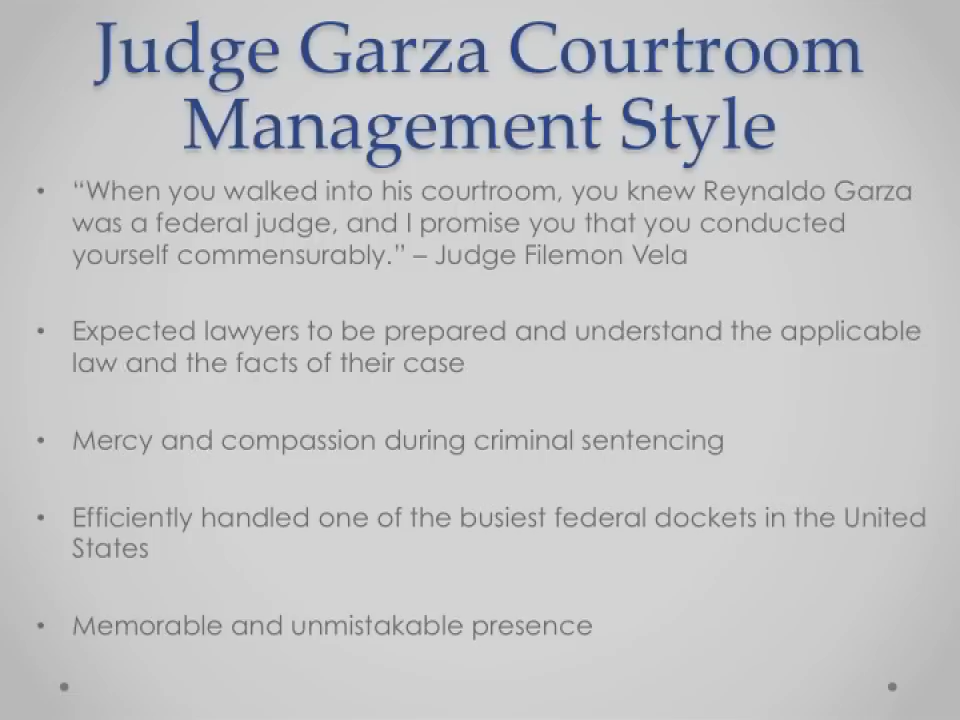 Judge Garza Courtroom
Management Style
• “When you walked into his courtroom, you knew Reynaldo Garza
was a federal judge, and I promise you that you conducted
yourself commensurably.” – Judge Filemon Vela
• Expected lawyers to be prepared and understand the applicable
law and the facts of their case
• Mercy and compassion during criminal sentencing
• Efficiently handled one of the busiest federal dockets in the United
States
• Memorable and unmistakable presence